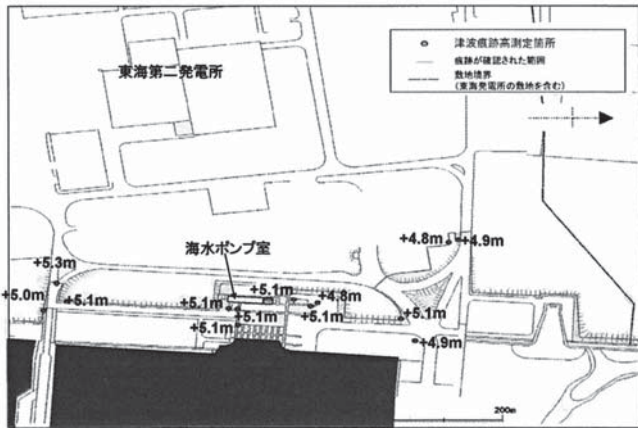 津波痕跡高測定箇所
痕跡が確認された範囲
敷地境界
(東海発電所の敷地を含む)
東海第二発電所
+4.8m
+4.9m
海水ポンプ室
+5.3m
+5.0m
+5.1m
+5.1m
+5.1m
+4.8m
+5.1m
+5.1m
+5.1m
+5.1m
+4.9m
200m